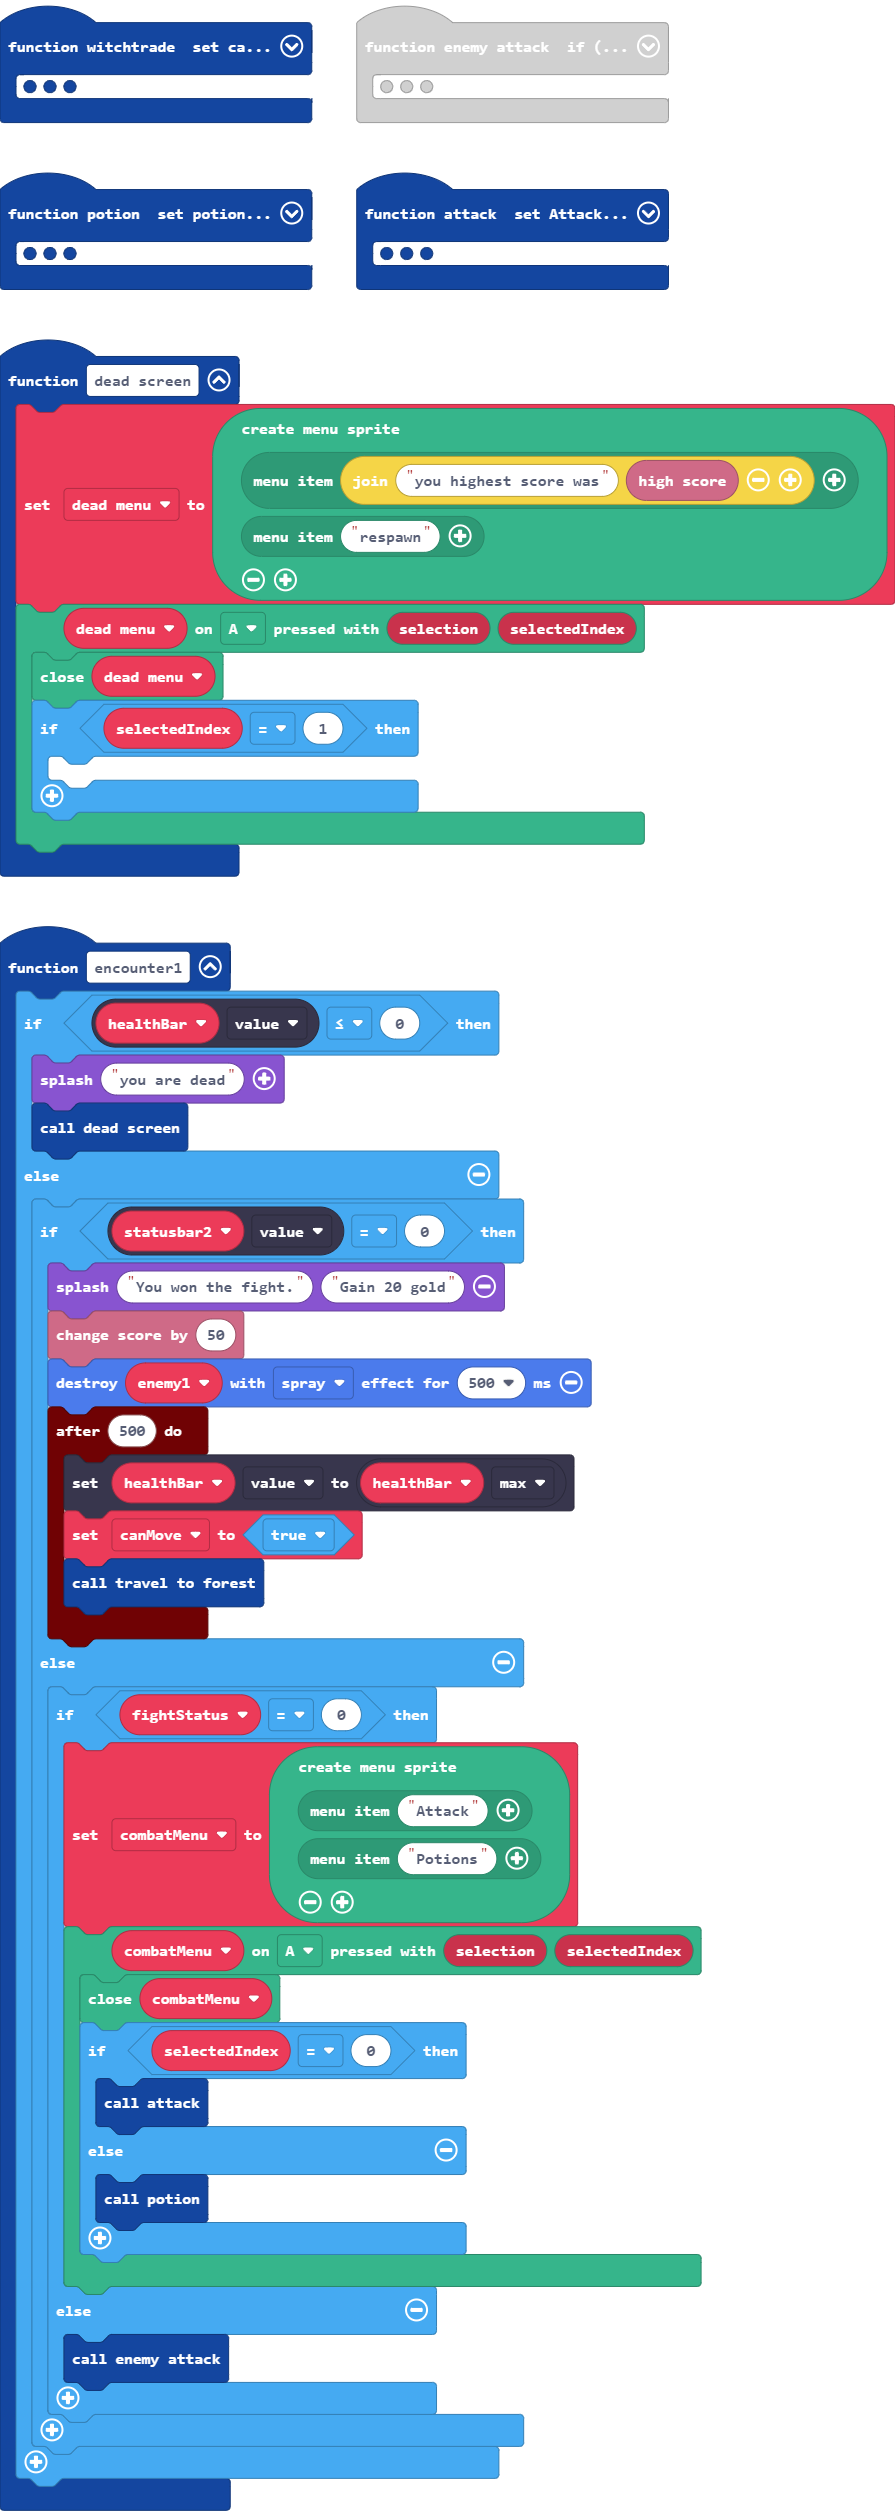 function witchtrade set ca...
function enemy attack if (...
function potion set potion...
function attack set Attack...
function dead screen
create menu sprite
menu item join "you highest score was" high score
set dead menu to
menu item "respawn"
dead menu on A pressed with selection selectedIndex
close dead menu
if selectedIndex = 1 then
function encounter1
if healthBar value ≤ 0 then
splash "you are dead"
call dead screen
else
if statusbar2 value = 0 then
splash "You won the fight." "Gain 20 gold"
change score by 50
destroy enemy1 with spray effect for 500 ms
after 500 do
set healthBar value to healthBar max
set canMove to true
call travel to forest
else
if fightStatus = 0 then
create menu sprite
menu item "Attack"
set combatMenu to
menu item "Potions"
combatMenu on A pressed with selection selectedIndex
close combatMenu
if selectedIndex = 0 then
call attack
else
call potion
else
call enemy attack